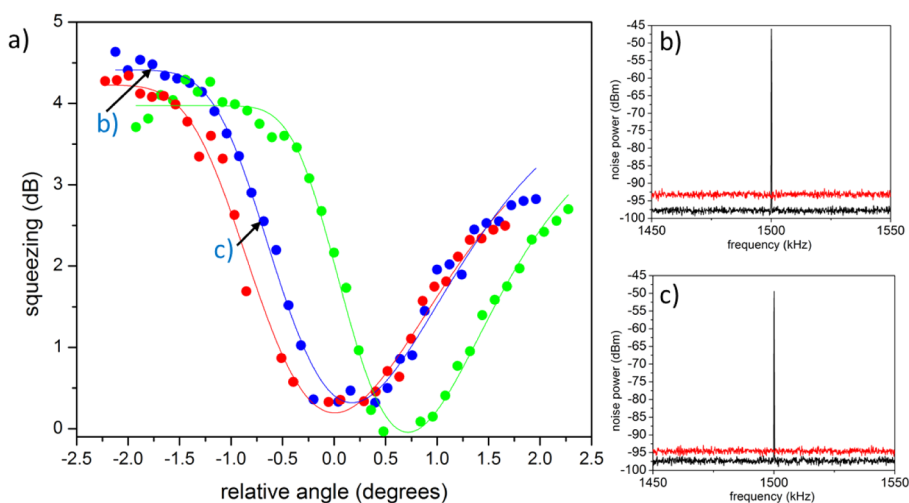 a)
squeezing (dB)
5
4
3
2
1
0
b)
c)
-2.5 -2.0 -1.5 -1.0 -0.5 0.0 0.5 1.0 1.5 2.0 2.5
relative angle (degrees)
b)
noise power (dBm)
-45
-50
-55
-60
-65
-70
-75
-80
-85
-90
-95
-100
1450 1500 1550
frequency (kHz)
c)
noise power (dBm)
-45
-50
-55
-60
-65
-70
-75
-80
-85
-90
-95
-100
1450 1500 1550
frequency (kHz)